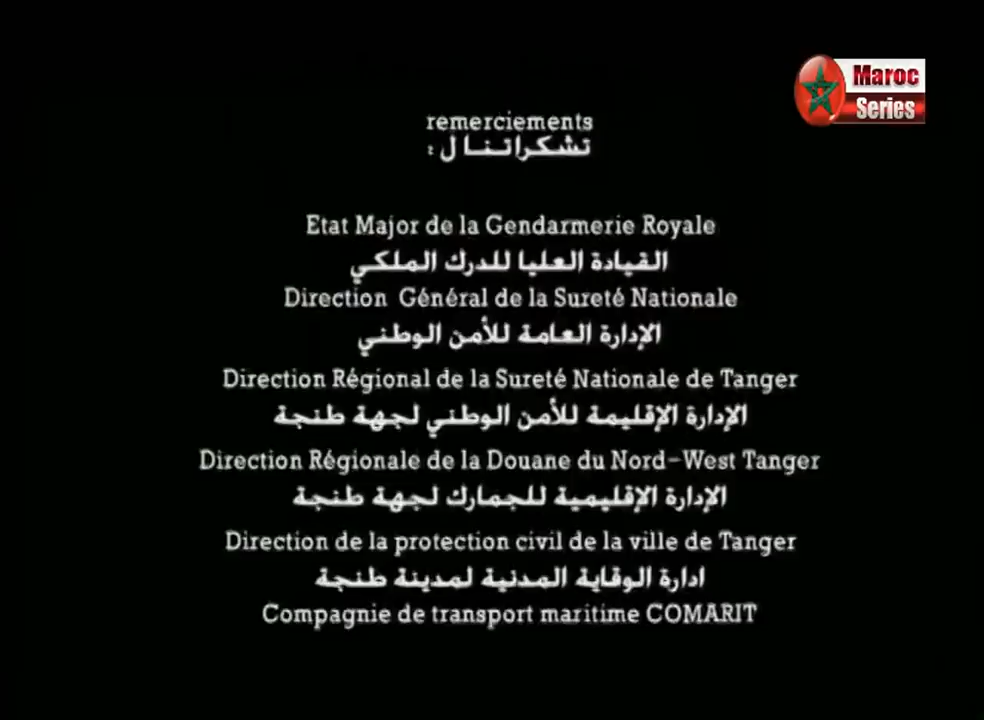 Maroc
Series
remerciements
تشكراتنا ل :
Etat Major de la Gendarmerie Royale
القيادة العليا للدرك الملكي
Direction Général de la Sureté Nationale
الإدارة العامة للأمن الوطني
Direction Régional de la Sureté Nationale de Tanger
الإدارة الإقليمة للأمن الوطني لجهة طنجة
Direction Régionale de la Douane du Nord-West Tanger
الإدارة الإقليمية للجمارك لجهة طنجة
Direction de la protection civil de la ville de Tanger
ادارة الوقاية المدنية لمدينة طنجة
Compagnie de transport maritime COMARIT